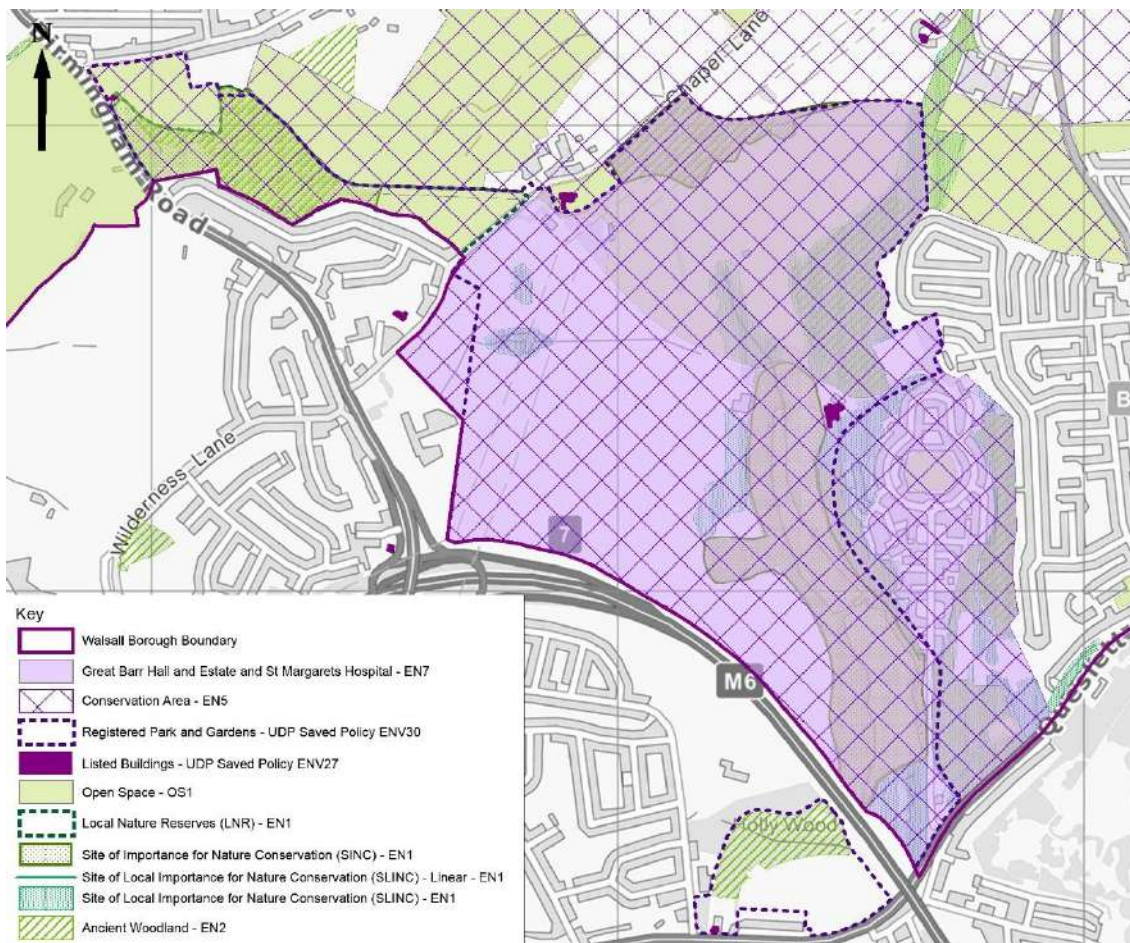 N
Birmingham Road
Chapel Lane
B
Wilderness Lane
7
M6
Queslett
Holly Wood
Key
Walsall Borough Boundary
Great Barr Hall and Estate and St Margarets Hospital - EN7
Conservation Area - EN5
Registered Park and Gardens - UDP Saved Policy ENV30
Listed Buildings - UDP Saved Policy ENV27
Open Space - OS1
Local Nature Reserves (LNR) - EN1
Site of Importance for Nature Conservation (SINC) - EN1
Site of Local Importance for Nature Conservation (SLINC) - Linear - EN1
Site of Local Importance for Nature Conservation (SLINC) - EN1
Ancient Woodland - EN2